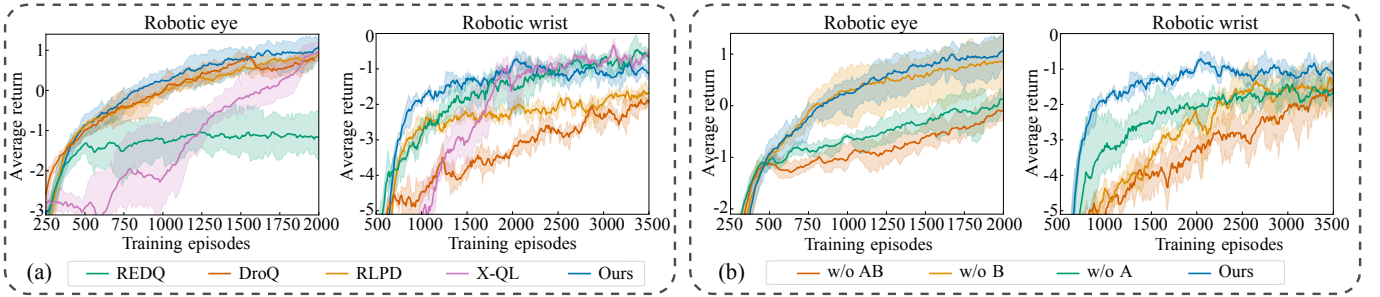 Robotic eye
Robotic wrist
Average return
1
0
-1
-2
-3
250
500
750
1000
1250
1500
1750
2000
Training episodes
Average return
0
-1
-2
-3
-4
-5
500
1000
1500
2000
2500
3000
3500
Training episodes
(a)
REDQ
DroQ
RLPD
X-QL
Ours
Robotic eye
Robotic wrist
Average return
1
0
-1
-2
250
500
750
1000
1250
1500
1750
2000
Training episodes
Average return
0
-1
-2
-3
-4
-5
500
1000
1500
2000
2500
3000
3500
Training episodes
(b)
w/o AB
w/o B
w/o A
Ours